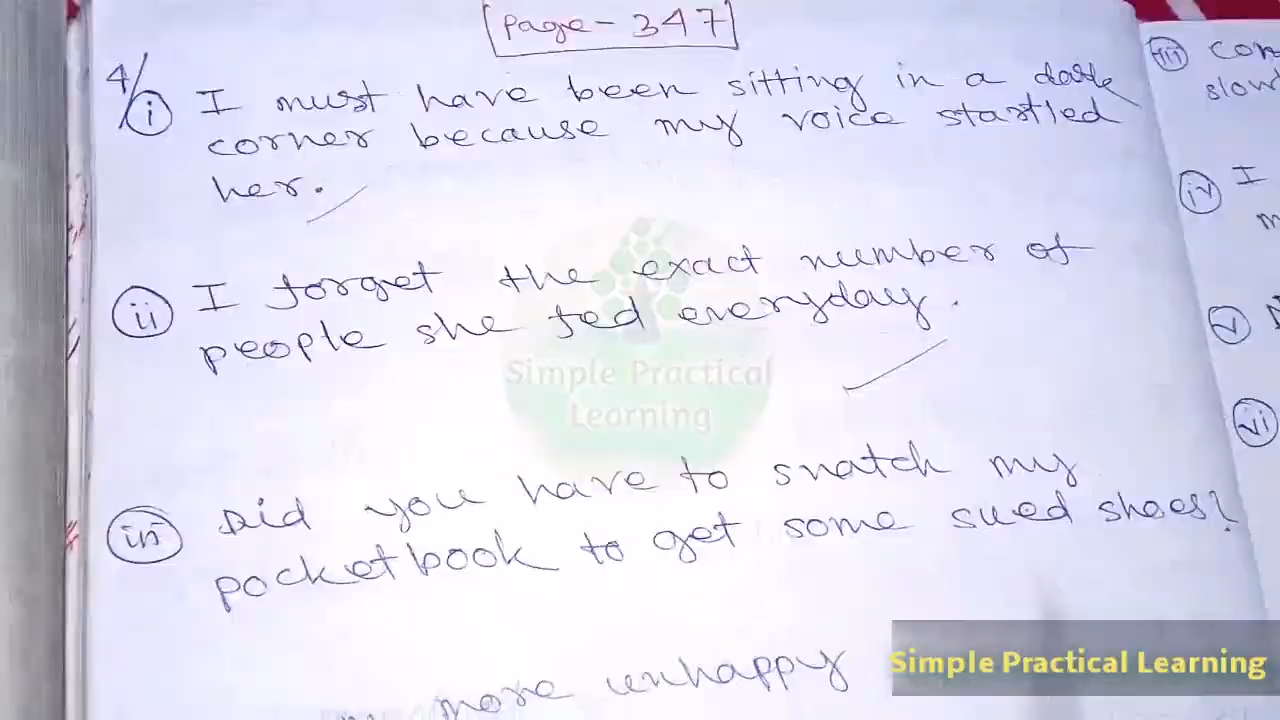 [Page - 347]
4/ i I must have been sitting in a dark
corner because my voice startled
her.
ii I forget the exact number of
people she fed everyday.
iii Did you have to snatch my
pocketbook to get some sued shoes?
more unhappy
iii con
slow
iv I
v
vi
Simple Practical
Learning
Simple Practical Learning